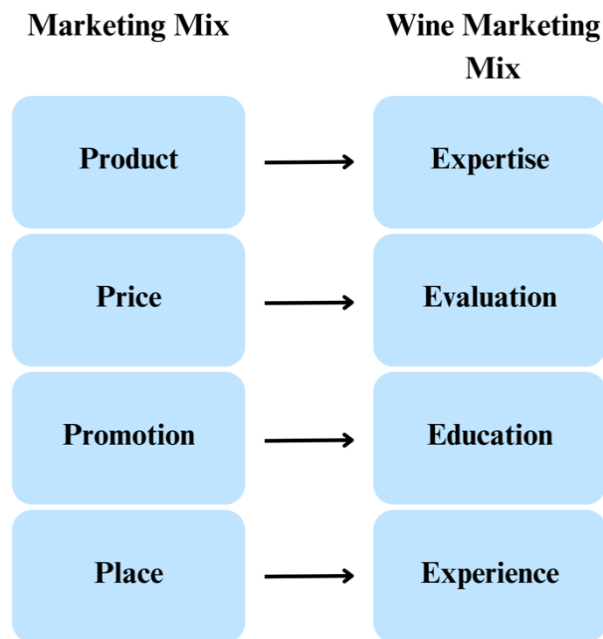 Marketing Mix
Wine Marketing
Mix
Product
Expertise
Price
Evaluation
Promotion
Education
Place
Experience